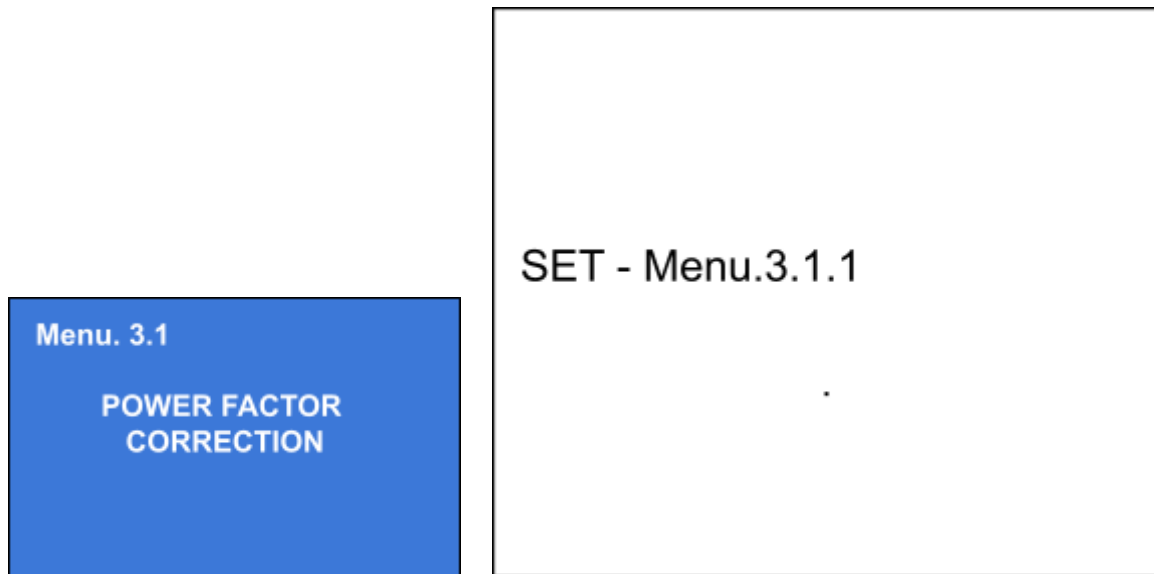 Menu. 3.1
POWER FACTOR
CORRECTION
SET - Menu.3.1.1
.